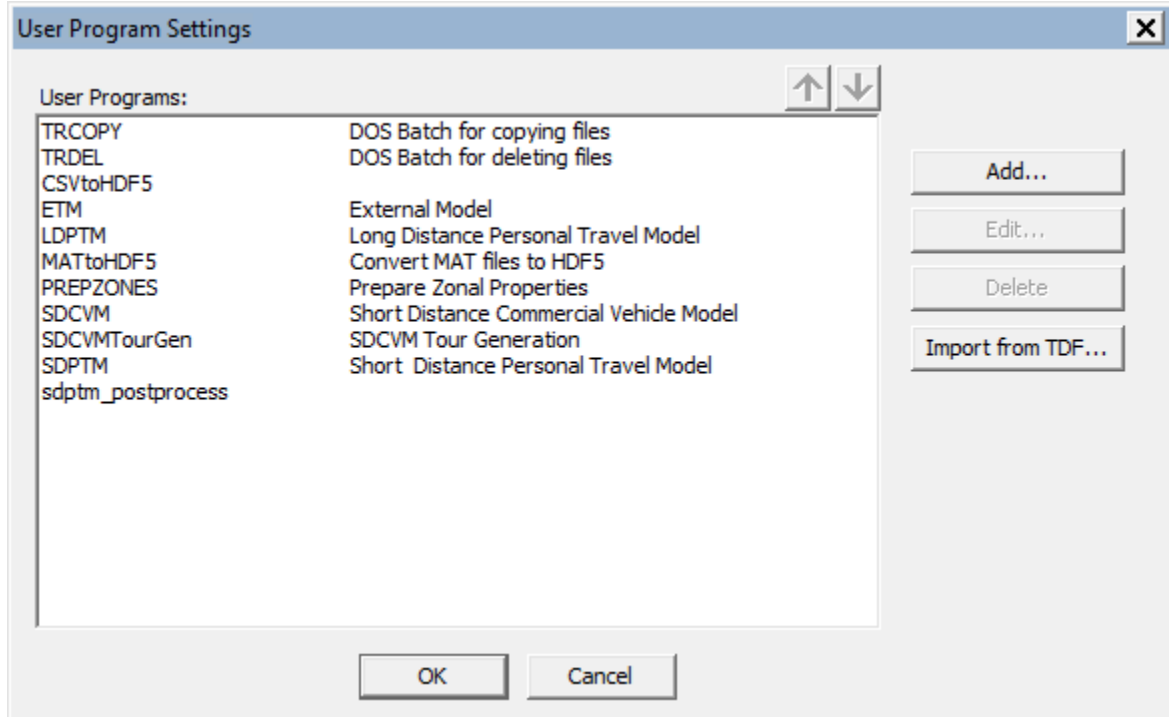 User Program Settings
User Programs:
TRCOPY DOS Batch for copying files
TRDEL DOS Batch for deleting files
CSVtoHDF5
ETM External Model
LDPTM Long Distance Personal Travel Model
MATtoHDF5 Convert MAT files to HDF5
PREPZONES Prepare Zonal Properties
SDCVM Short Distance Commercial Vehicle Model
SDCVMTourGen SDCVM Tour Generation
SDPTM Short  Distance Personal Travel Model
sdptm_postprocess
Add...
Edit...
Delete
Import from TDF...
OK Cancel